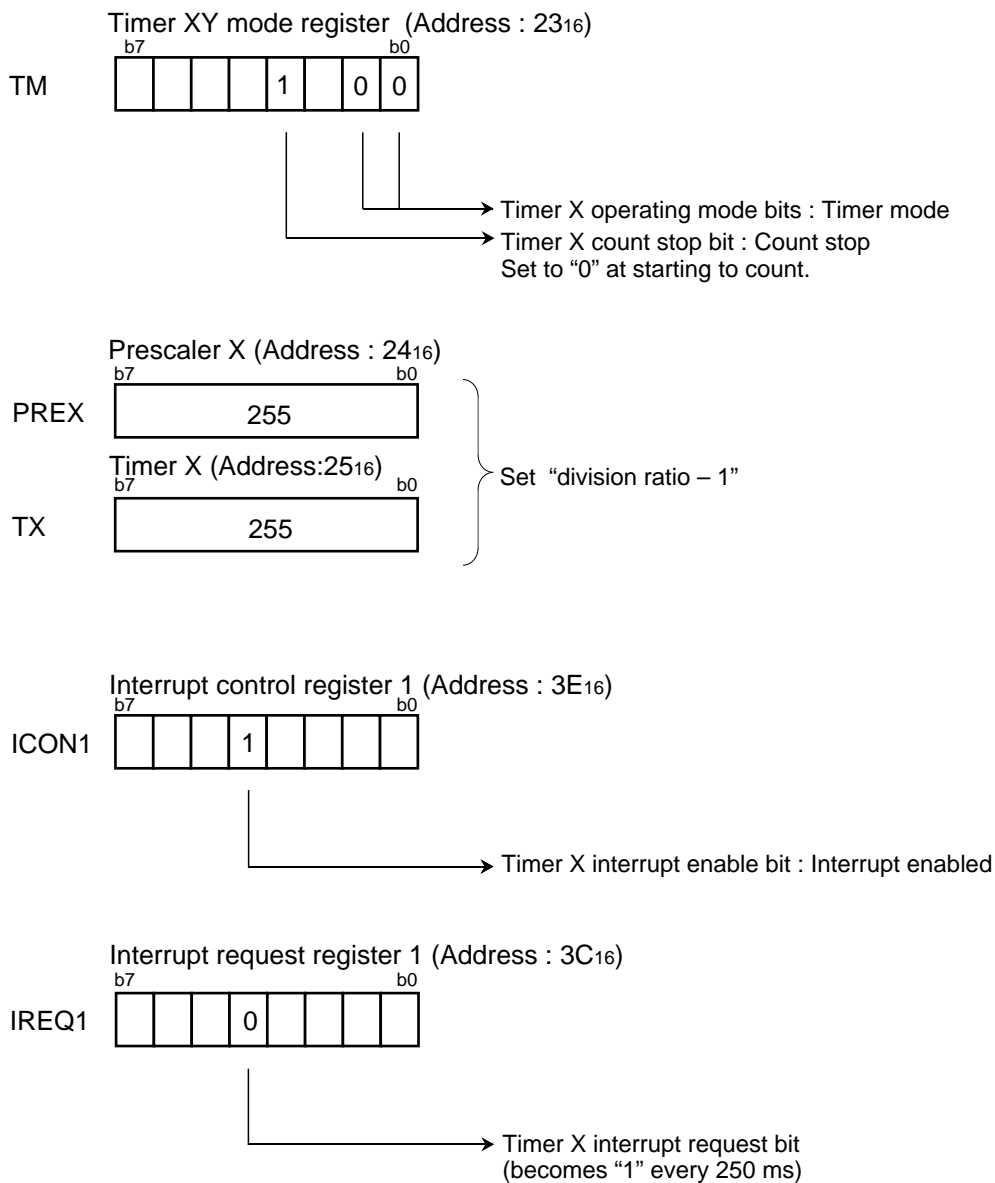 Timer XY mode register (Address : 2316)
b7 b0
TM 1 0 0
Timer X operating mode bits : Timer mode
Timer X count stop bit : Count stop
Set to “0” at starting to count.
Prescaler X (Address : 2416)
b7 b0
PREX 255
Timer X (Address:2516)
b7 b0
TX 255
Set “division ratio – 1”
Interrupt control register 1 (Address : 3E16)
b7 b0
ICON1 1
Timer X interrupt enable bit : Interrupt enabled
Interrupt request register 1 (Address : 3C16)
b7 b0
IREQ1 0
Timer X interrupt request bit
(becomes “1” every 250 ms)